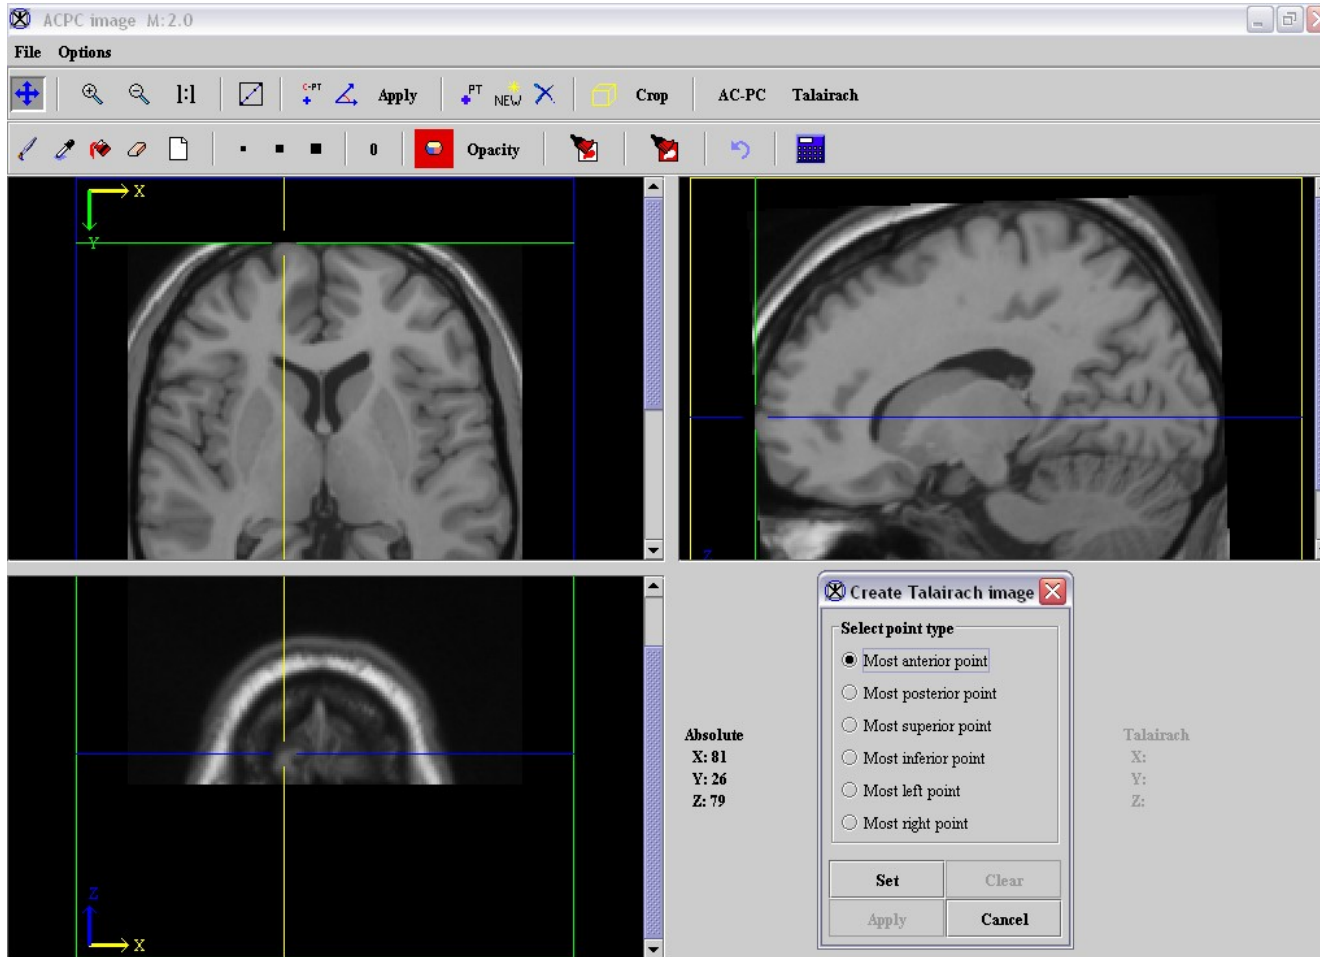 ACPC image M:2.0
File Options
1:1 C-PT Apply PT NEW Crop AC-PC Talairach
0 Opacity
X
Y
Z
Create Talairach image
Select point type
Most anterior point
Most posterior point
Most superior point
Most inferior point
Most left point
Most right point
Set Clear
Apply Cancel
Absolute
X: 81
Y: 26
Z: 79
Talairach
X:
Y:
Z:
Z
X